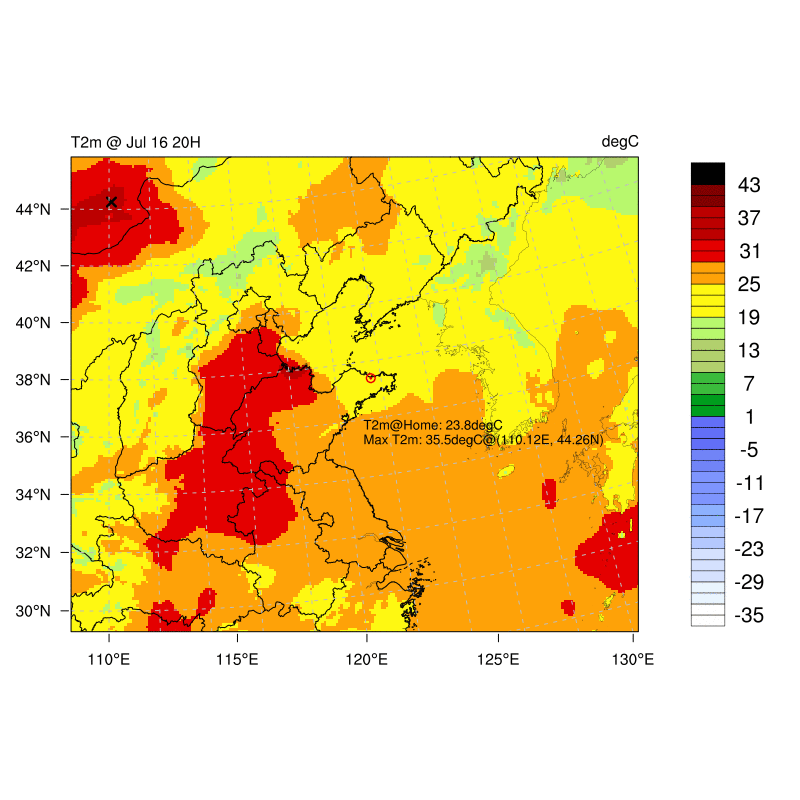 T2m @ Jul 16 20H
degC
44°N
42°N
40°N
38°N
36°N
34°N
32°N
30°N
110°E
115°E
120°E
125°E
130°E
T2m@Home: 23.8degC
Max T2m: 35.5degC@(110.12E, 44.26N)
43
37
31
25
19
13
7
1
-5
-11
-17
-23
-29
-35